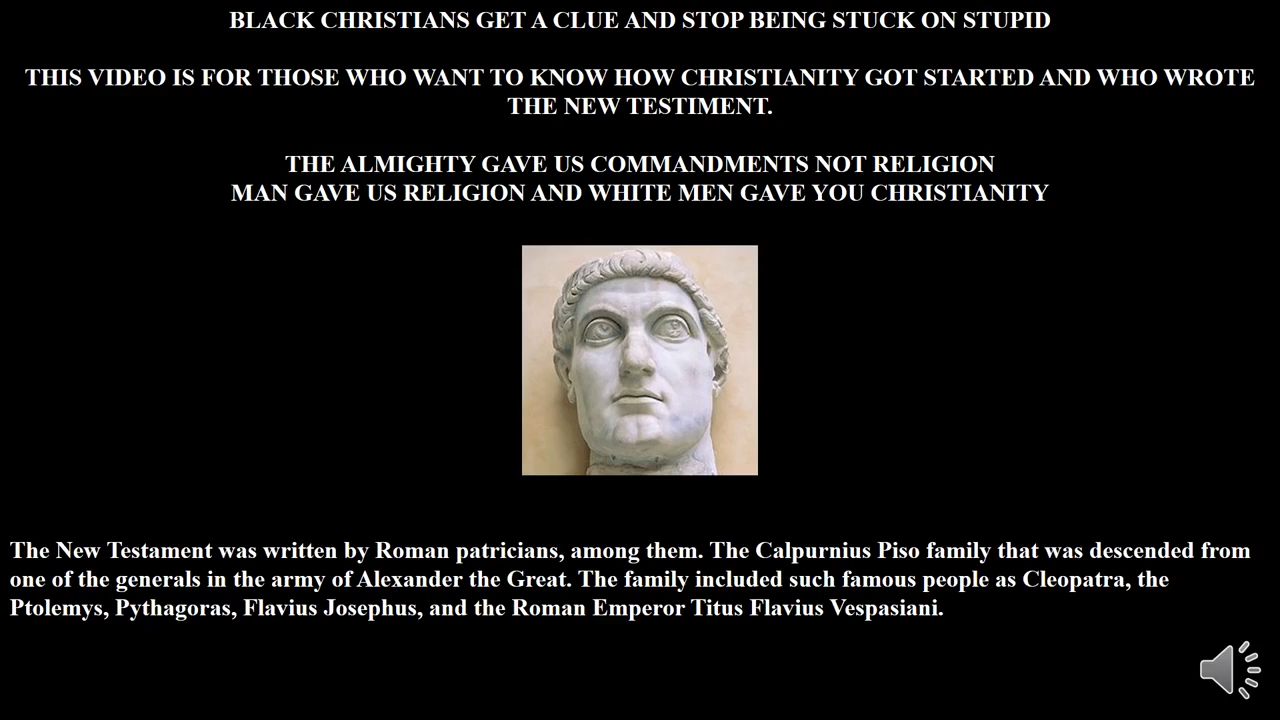 BLACK CHRISTIANS GET A CLUE AND STOP BEING STUCK ON STUPID
THIS VIDEO IS FOR THOSE WHO WANT TO KNOW HOW CHRISTIANITY GOT STARTED AND WHO WROTE
THE NEW TESTIMENT.
THE ALMIGHTY GAVE US COMMANDMENTS NOT RELIGION
MAN GAVE US RELIGION AND WHITE MEN GAVE YOU CHRISTIANITY
The New Testament was written by Roman patricians, among them. The Calpurnius Piso family that was descended from
one of the generals in the army of Alexander the Great. The family included such famous people as Cleopatra, the
Ptolemys, Pythagoras, Flavius Josephus, and the Roman Emperor Titus Flavius Vespasiani.